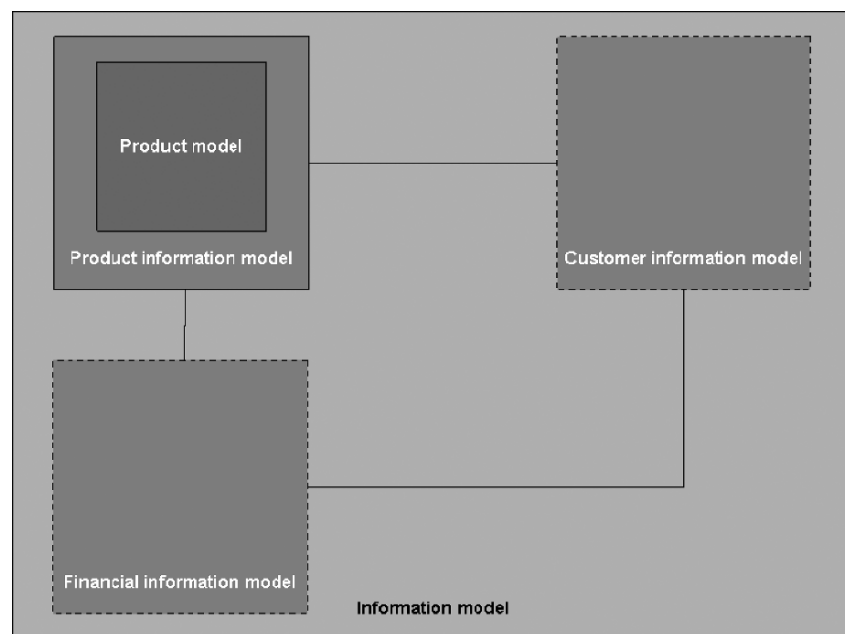 Product model
Product information model
Customer information model
Financial information model
Information model